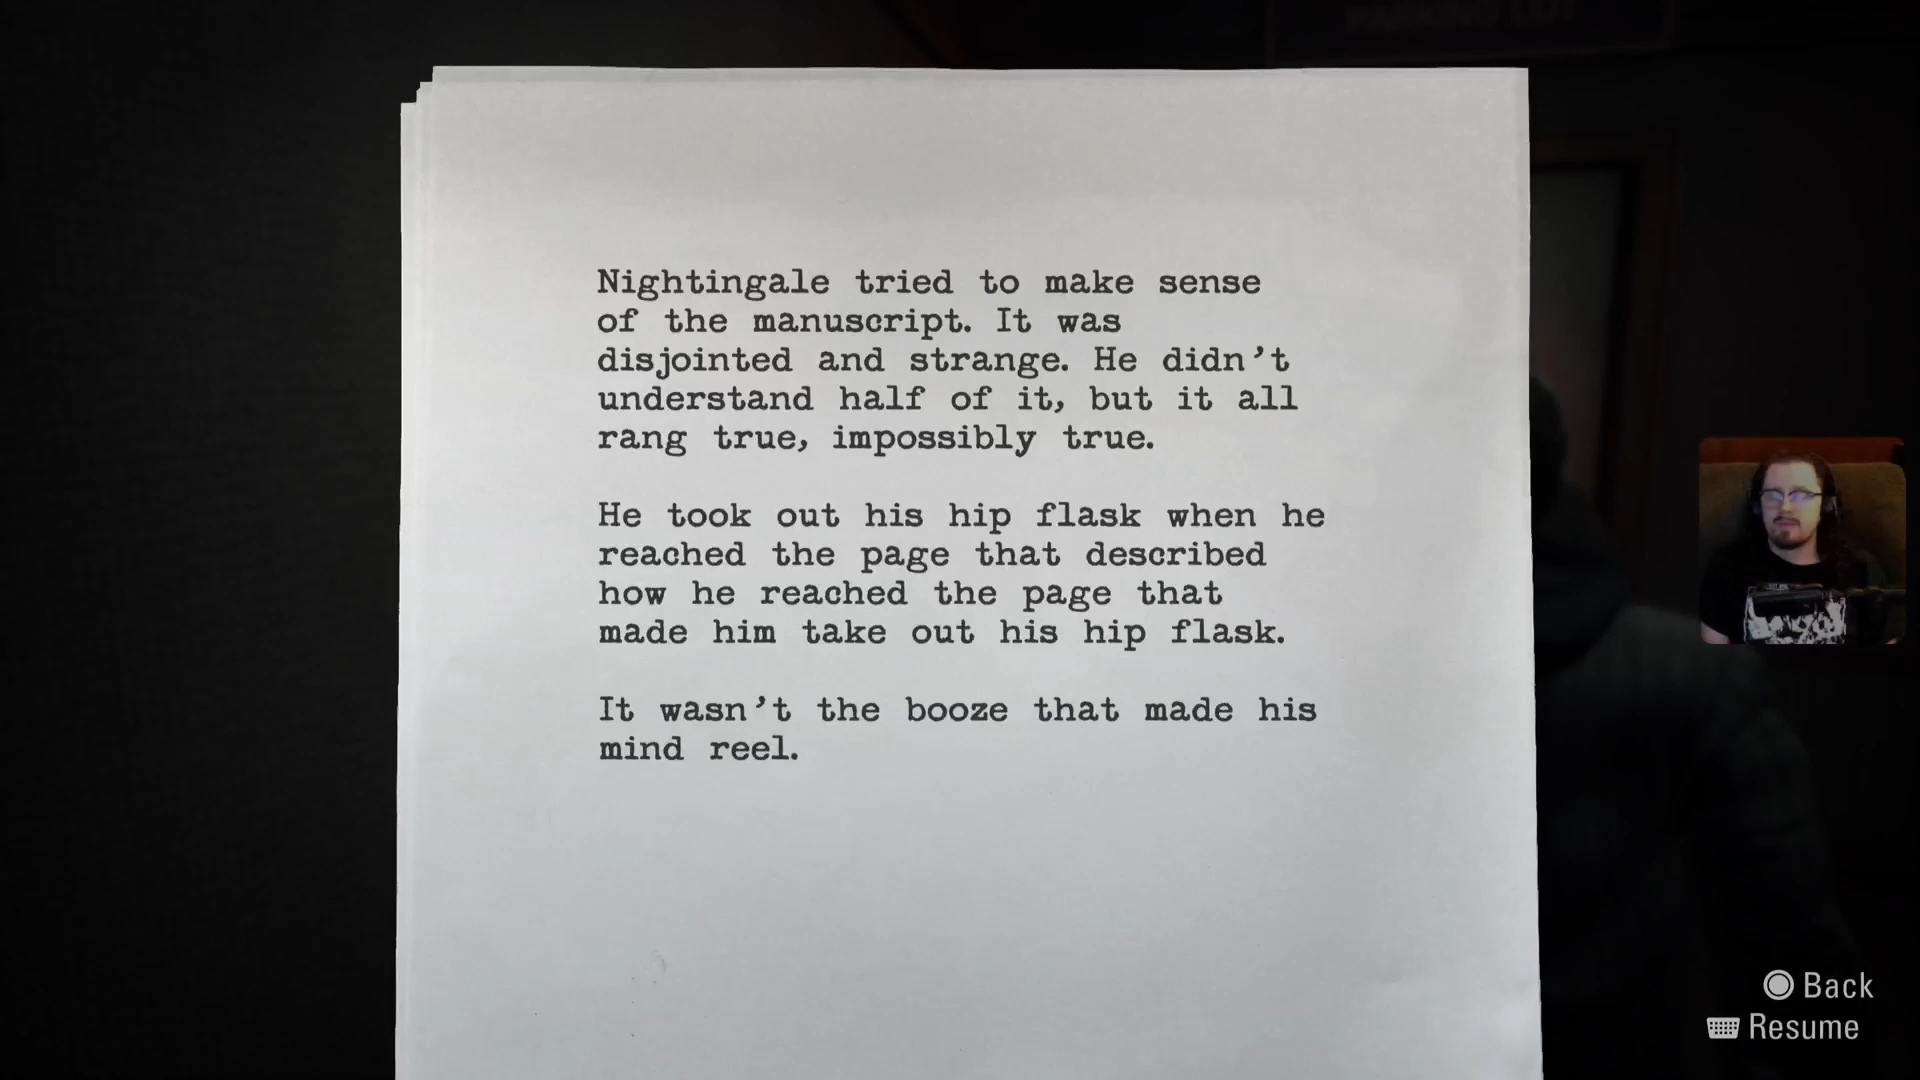 PARKING LOT
Nightingale tried to make sense
of the manuscript. It was
disjointed and strange. He didn't
understand half of it, but it all
rang true, impossibly true.
He took out his hip flask when he
reached the page that described
how he reached the page that
made him take out his hip flask.
It wasn't the booze that made his
mind reel.
Back
Resume